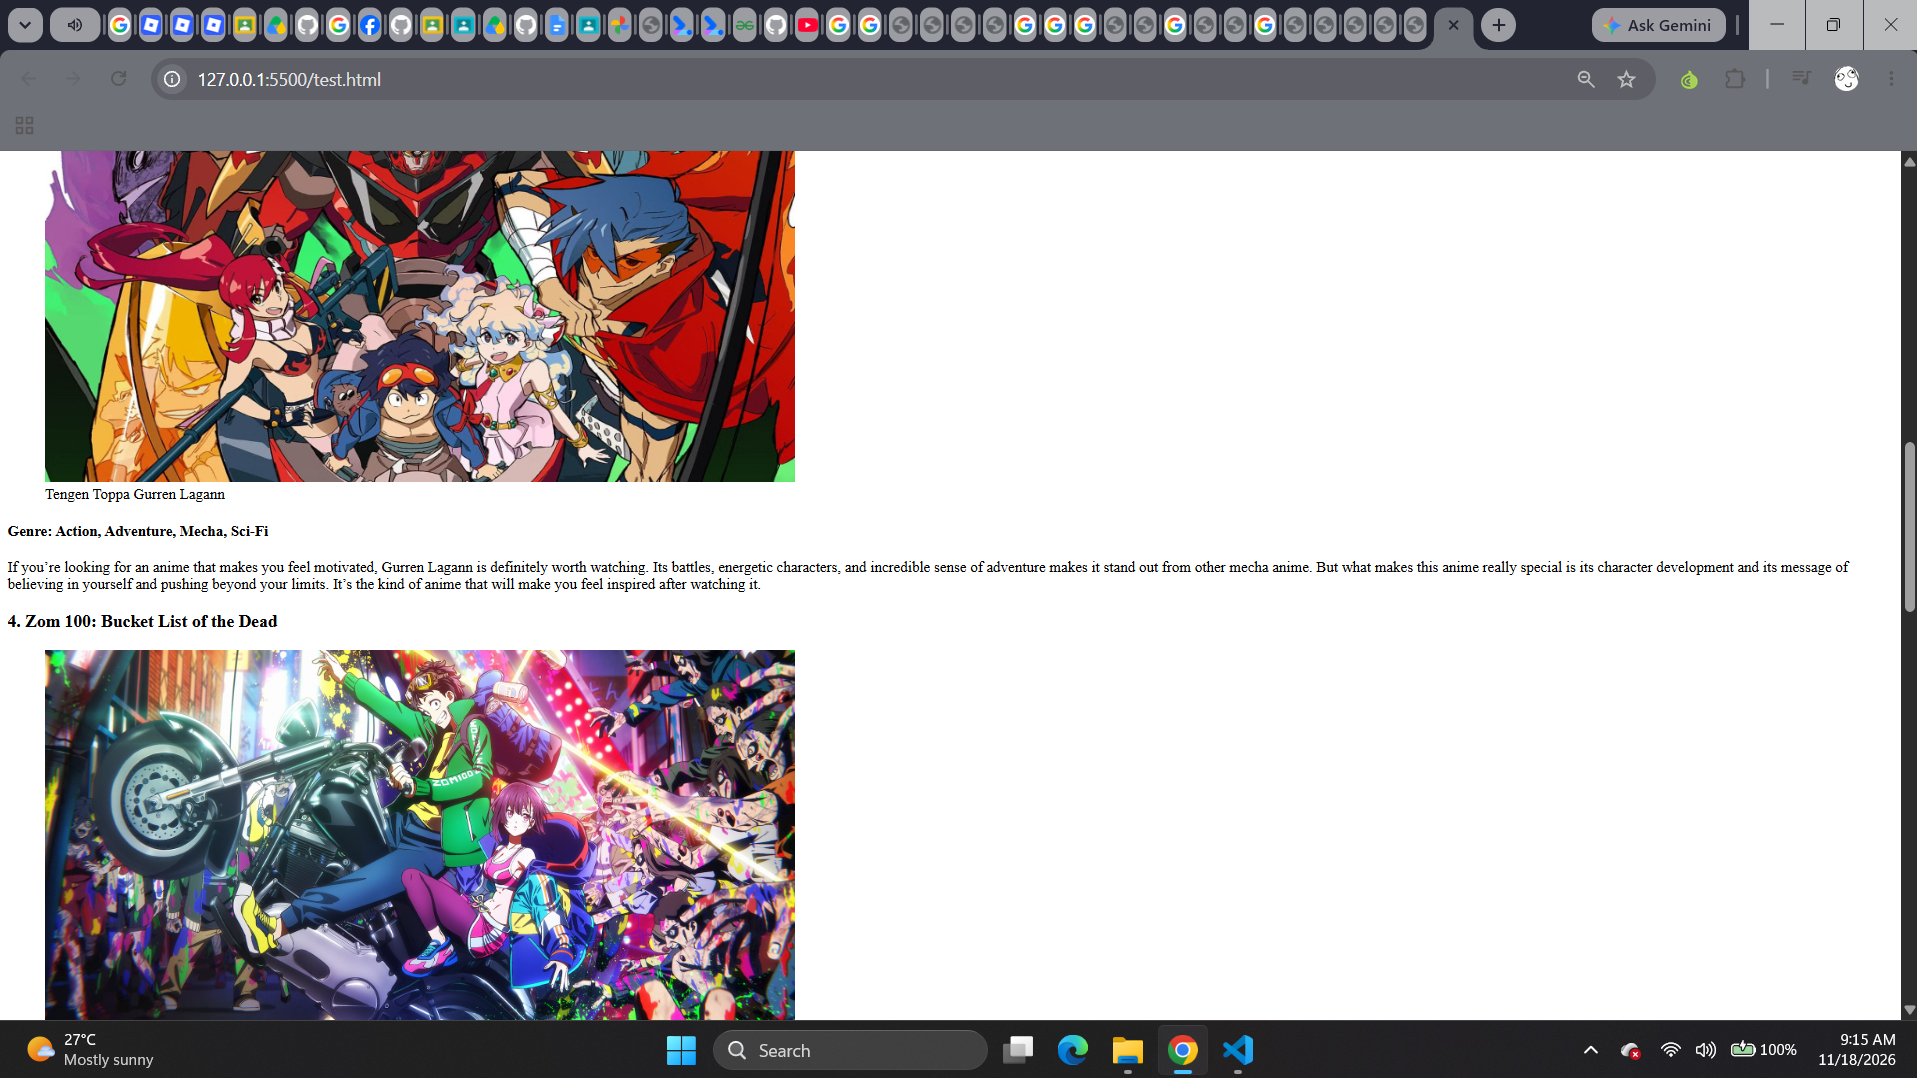 Ask Gemini
127.0.0.1:5500/test.html
Tengen Toppa Gurren Lagann
Genre: Action, Adventure, Mecha, Sci-Fi
If you’re looking for an anime that makes you feel motivated, Gurren Lagann is definitely worth watching. Its battles, energetic characters, and incredible sense of adventure makes it stand out from other mecha anime. But what makes this anime really special is its character development and its message of
believing in yourself and pushing beyond your limits. It’s the kind of anime that will make you feel inspired after watching it.
4. Zom 100: Bucket List of the Dead
ZOM100
27°C
Mostly sunny
Search
100%
9:15 AM
11/18/2026